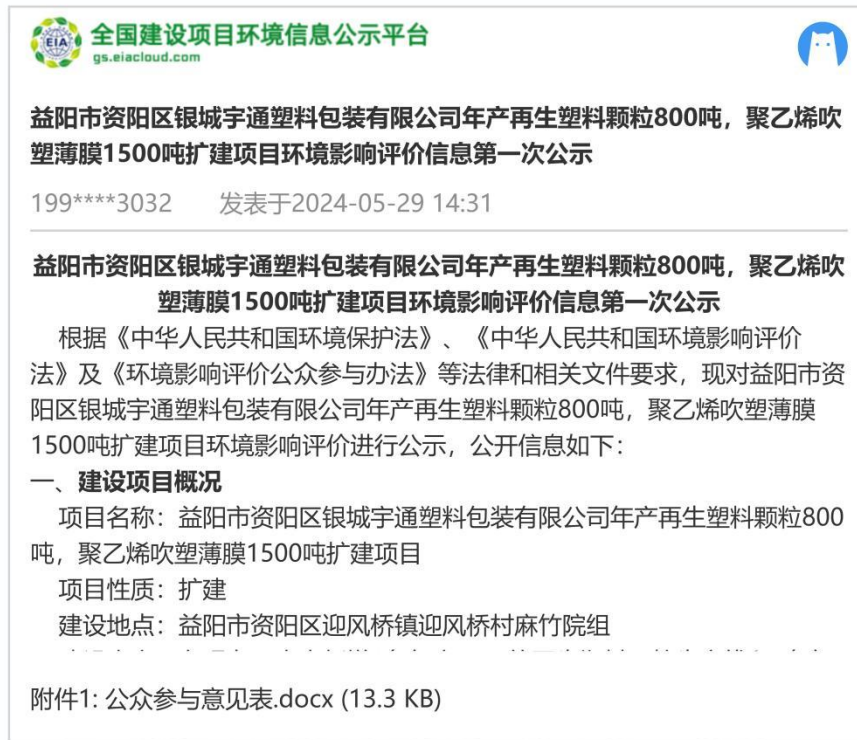 EIA
全国建设项目环境信息公示平台
gs.eiacloud.com
益阳市资阳区银城宇通塑料包装有限公司年产再生塑料颗粒800吨，聚乙烯吹
塑薄膜1500吨扩建项目环境影响评价信息第一次公示
199****3032 发表于2024-05-29 14:31
益阳市资阳区银城宇通塑料包装有限公司年产再生塑料颗粒800吨，聚乙烯吹
塑薄膜1500吨扩建项目环境影响评价信息第一次公示
根据《中华人民共和国环境保护法》、《中华人民共和国环境影响评价
法》及《环境影响评价公众参与办法》等法律和相关文件要求，现对益阳市资
阳区银城宇通塑料包装有限公司年产再生塑料颗粒800吨，聚乙烯吹塑薄膜
1500吨扩建项目环境影响评价进行公示，公开信息如下：
一、建设项目概况
项目名称：益阳市资阳区银城宇通塑料包装有限公司年产再生塑料颗粒800
吨，聚乙烯吹塑薄膜1500吨扩建项目
项目性质：扩建
建设地点：益阳市资阳区迎风桥镇迎风桥村麻竹院组
附件1: 公众参与意见表.docx (13.3 KB)